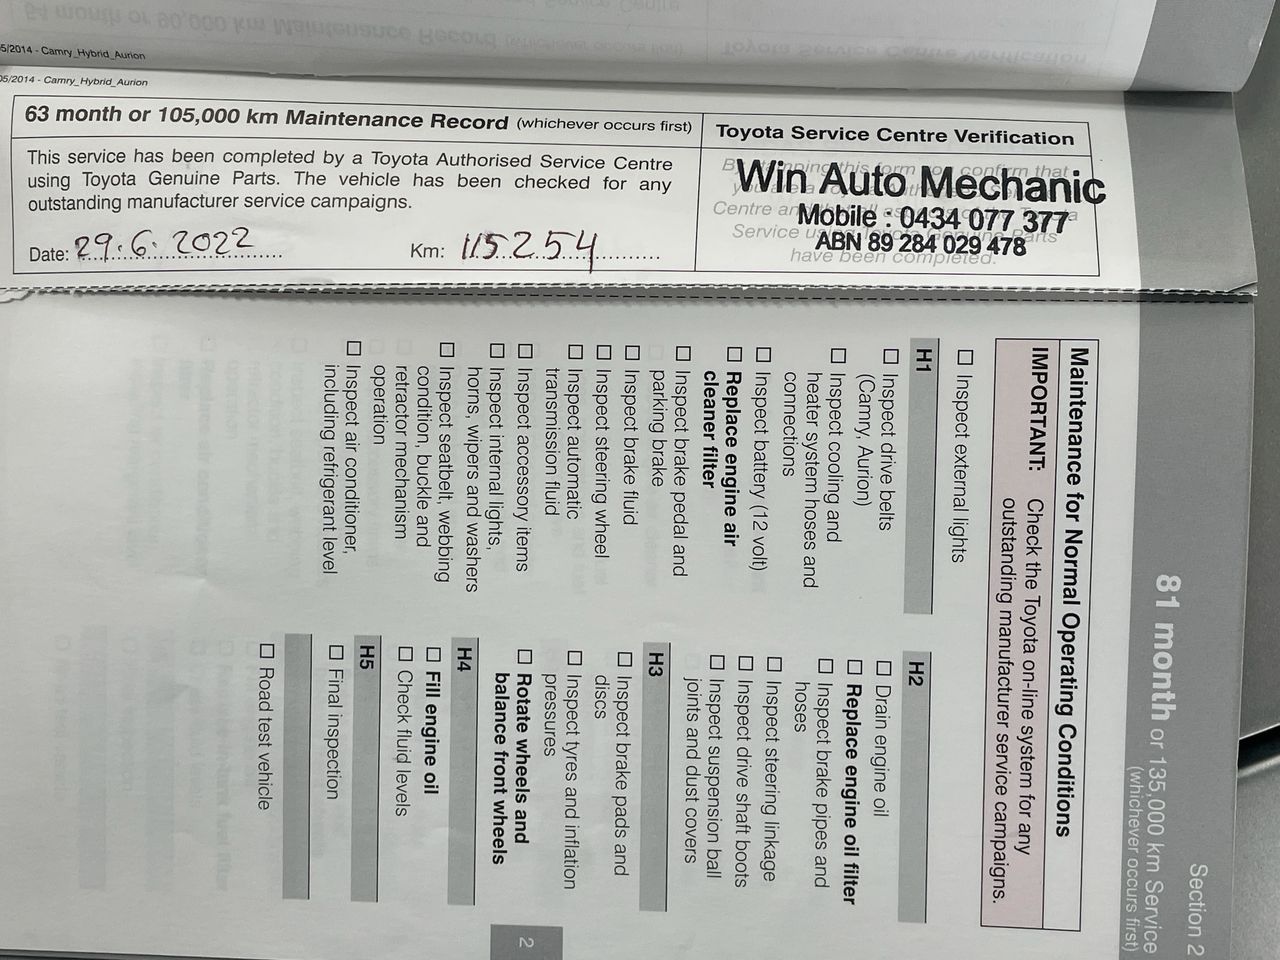 5/2014 - Camry_Hybrid_Aurion
05/2014 - Camry_Hybrid_Aurion
63 month or 105,000 km Maintenance Record (whichever occurs first)
This service has been completed by a Toyota Authorised Service Centre
using Toyota Genuine Parts. The vehicle has been checked for any
outstanding manufacturer service campaigns.
Date: 29.6.2022
Km: 115254
Toyota Service Centre Verification
Win Auto Mechanic
Mobile : 0434 077 377
ABN 89 284 029 478
have been completed.
Section 2
81 month or 135,000 km Service
(whichever occurs first)
Maintenance for Normal Operating Conditions
IMPORTANT: Check the Toyota on-line system for any
outstanding manufacturer service campaigns.
☐ Inspect external lights
H1
☐ Inspect drive belts
(Camry, Aurion)
☐ Inspect cooling and
heater system hoses and
connections
☐ Inspect battery (12 volt)
☐ Replace engine air
cleaner filter
☐ Inspect brake pedal and
parking brake
☐ Inspect brake fluid
☐ Inspect steering wheel
☐ Inspect automatic
transmission fluid
☐ Inspect accessory items
☐ Inspect internal lights,
horns, wipers and washers
☐ Inspect seatbelt, webbing
condition, buckle and
retractor mechanism
operation
☐ Inspect air conditioner,
including refrigerant level
H2
☐ Drain engine oil
☐ Replace engine oil filter
☐ Inspect brake pipes and
hoses
☐ Inspect steering linkage
☐ Inspect drive shaft boots
☐ Inspect suspension ball
joints and dust covers
H3
☐ Inspect brake pads and
discs
☐ Inspect tyres and inflation
pressures
☐ Rotate wheels and
balance front wheels
H4
☐ Fill engine oil
☐ Check fluid levels
H5
☐ Final inspection
☐ Road test vehicle
2